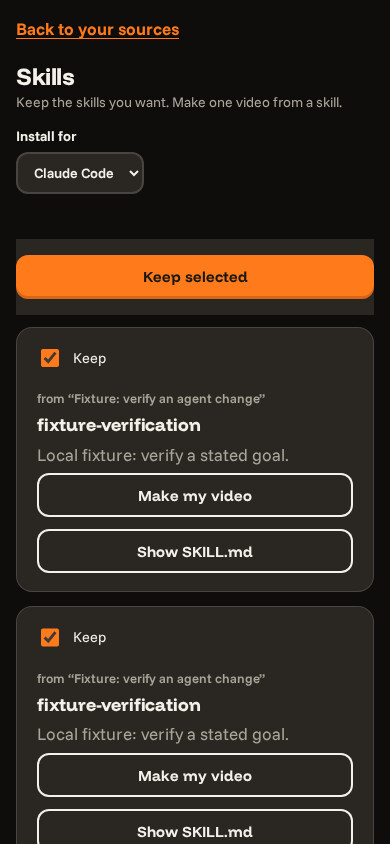 Back to your sources
Skills
Keep the skills you want. Make one video from a skill.
Install for
Claude Code
Keep selected
Keep
from “Fixture: verify an agent change”
fixture-verification
Local fixture: verify a stated goal.
Make my video
Show SKILL.md
Keep
from “Fixture: verify an agent change”
fixture-verification
Local fixture: verify a stated goal.
Make my video
Show SKILL.md